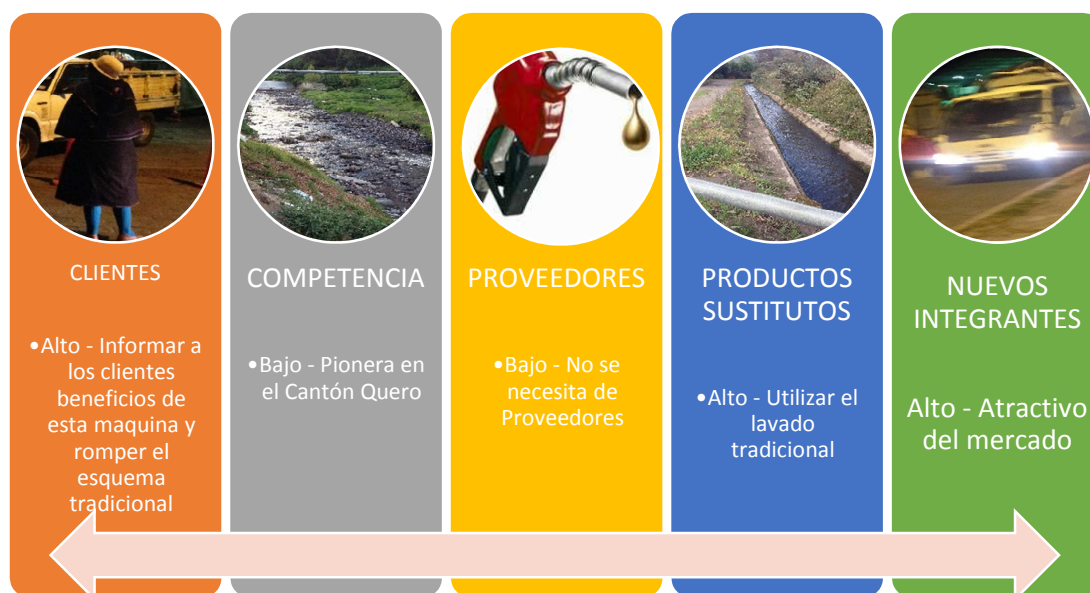 CLIENTES
•Alto - Informar a
los clientes
beneficios de
esta maquina y
romper el
esquema
tradicional
COMPETENCIA
•Bajo - Pionera en
el Cantón Quero
PROVEEDORES
•Bajo - No se
necesita de
Proveedores
PRODUCTOS
SUSTITUTOS
•Alto - Utilizar el
lavado
tradicional
NUEVOS
INTEGRANTES
Alto - Atractivo
del mercado